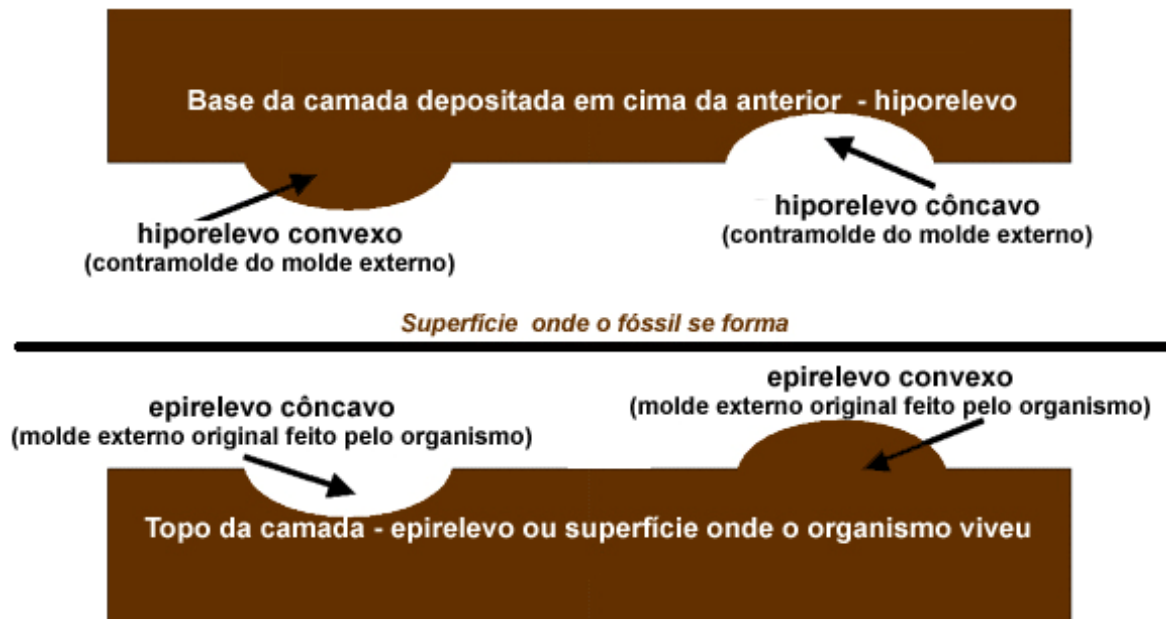 Base da camada depositada em cima da anterior - hiporelevo
hiporelevo convexo
(contramolde do molde externo)
hiporelevo côncavo
(contramolde do molde externo)
Superfície onde o fóssil se forma
epirelevo côncavo
(molde externo original feito pelo organismo)
epirelevo convexo
(molde externo original feito pelo organismo)
Topo da camada - epirelevo ou superfície onde o organismo viveu